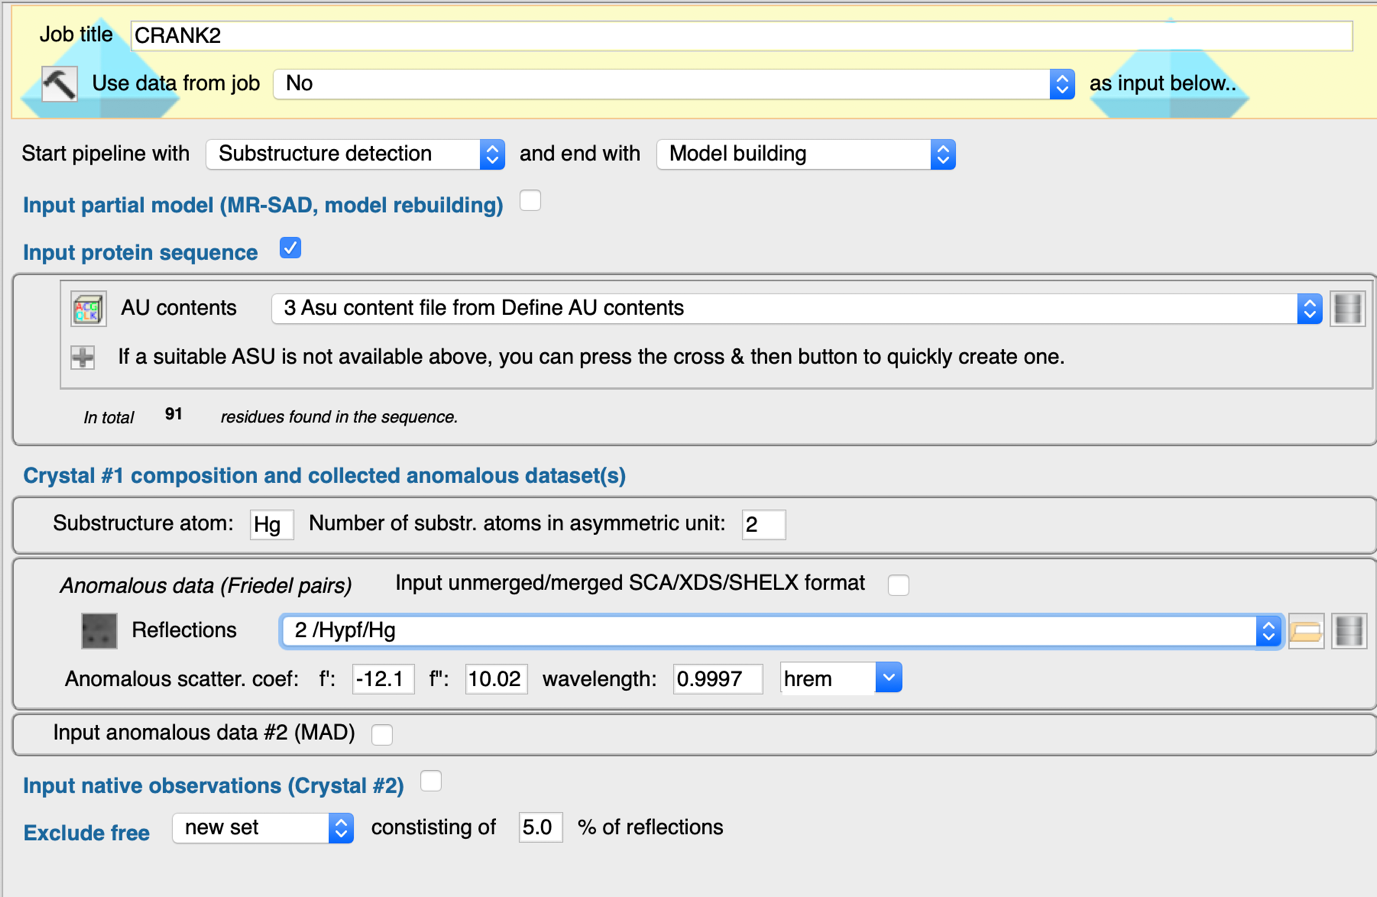 Job title CRANK2
Use data from job No as input below..
Start pipeline with Substructure detection and end with Model building
Input partial model (MR-SAD, model rebuilding)
Input protein sequence
AU contents 3 Asu content file from Define AU contents
If a suitable ASU is not available above, you can press the cross & then button to quickly create one.
In total 91 residues found in the sequence.
Crystal #1 composition and collected anomalous dataset(s)
Substructure atom: Hg Number of substr. atoms in asymmetric unit: 2
Anomalous data (Friedel pairs) Input unmerged/merged SCA/XDS/SHELX format
Reflections 2 /Hypf/Hg
Anomalous scatter. coef: f': -12.1 f": 10.02 wavelength: 0.9997 hrem
Input anomalous data #2 (MAD)
Input native observations (Crystal #2)
Exclude free new set constisting of 5.0 % of reflections